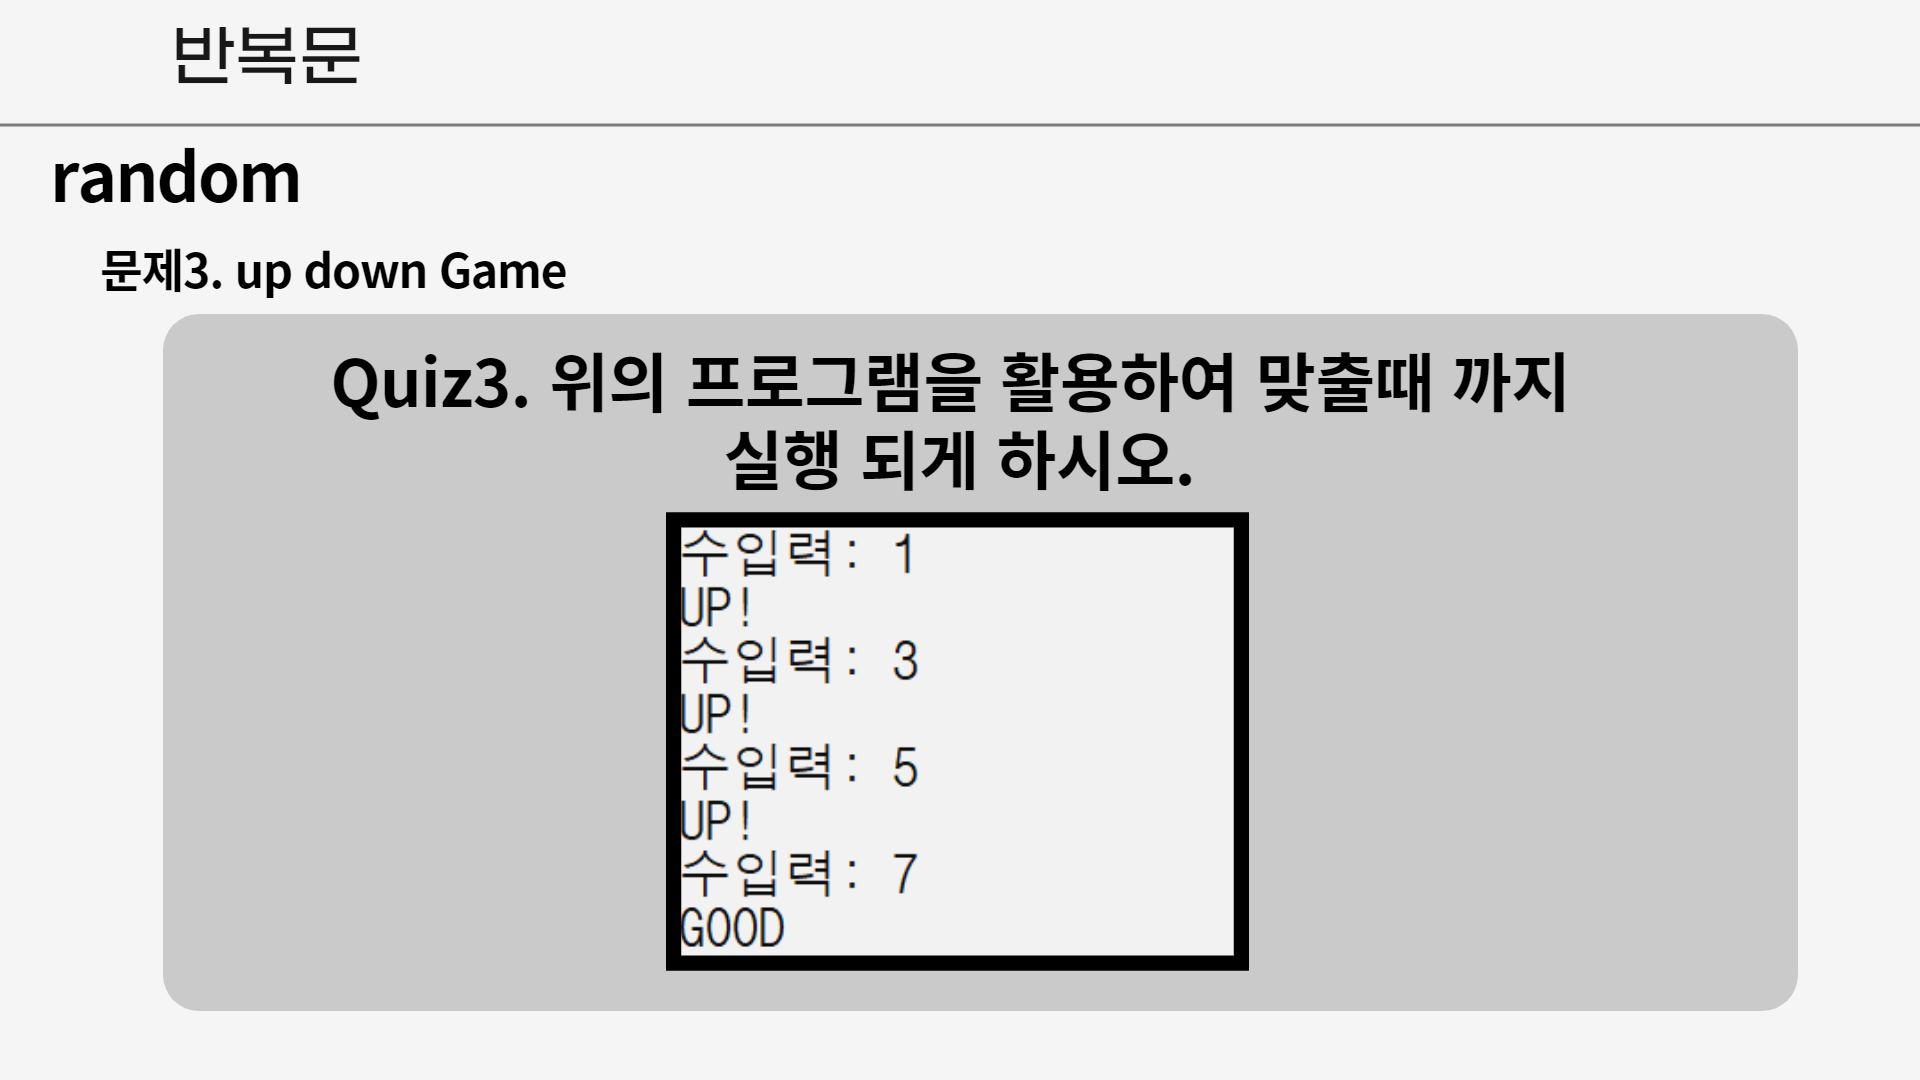 반복문
random
문제3. up down Game
Quiz3. 위의 프로그램을 활용하여 맞출때 까지
실행 되게 하시오.
수입력: 1
UP!
수입력: 3
UP!
수입력: 5
UP!
수입력: 7
GOOD